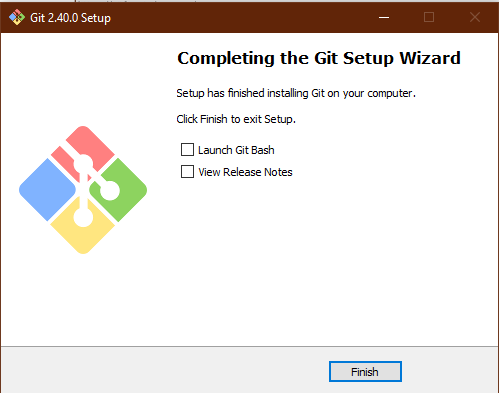 Git 2.40.0 Setup
Completing the Git Setup Wizard
Setup has finished installing Git on your computer.
Click Finish to exit Setup.
Launch Git Bash
View Release Notes
Finish